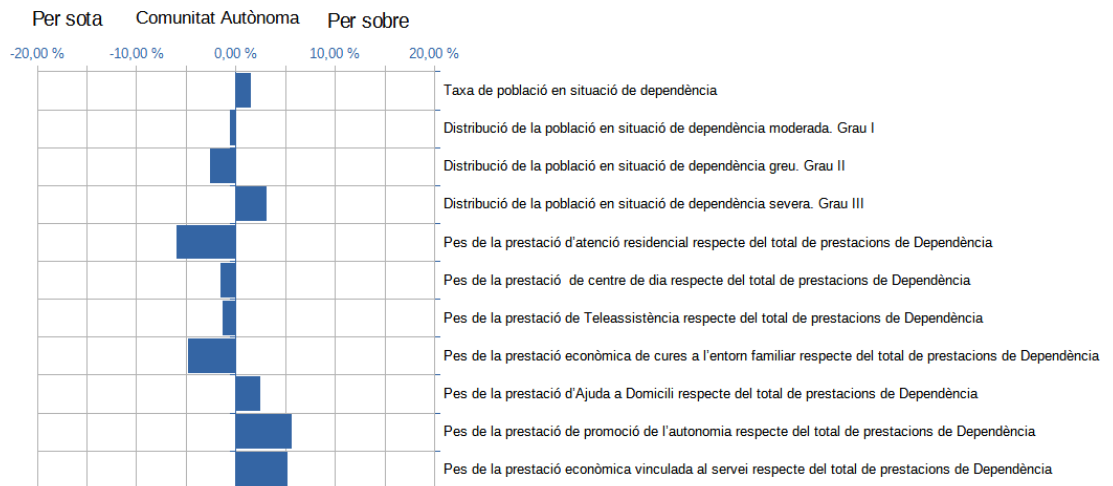 Per sota Comunitat Autònoma Per sobre
-20,00 % -10,00 % 0,00 % 10,00 % 20,00 %
Taxa de població en situació de dependència
Distribució de la població en situació de dependència moderada. Grau I
Distribució de la població en situació de dependència greu. Grau II
Distribució de la població en situació de dependència severa. Grau III
Pes de la prestació d’atenció residencial respecte del total de prestacions de Dependència
Pes de la prestació  de centre de dia respecte del total de prestacions de Dependència
Pes de la prestació de Teleassistència respecte del total de prestacions de Dependència
Pes de la prestació econòmica de cures a l’entorn familiar respecte del total de prestacions de Dependència
Pes de la prestació d’Ajuda a Domicili respecte del total de prestacions de Dependència
Pes de la prestació de promoció de l’autonomia respecte del total de prestacions de Dependència
Pes de la prestació econòmica vinculada al servei respecte del total de prestacions de Dependència